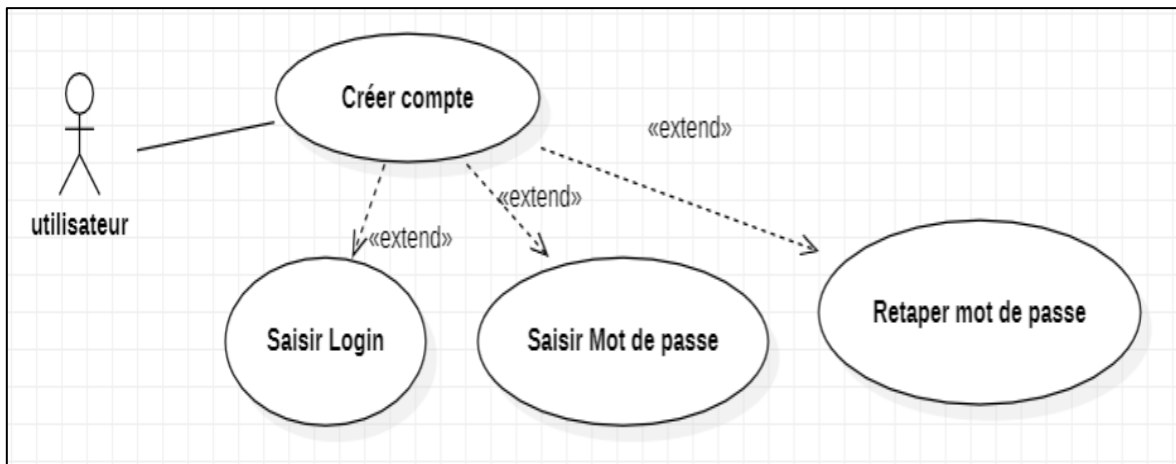 Créer compte
«extend»
«extend»
utilisateur
«extend»
Retaper mot de passe
Saisir Login
Saisir Mot de passe